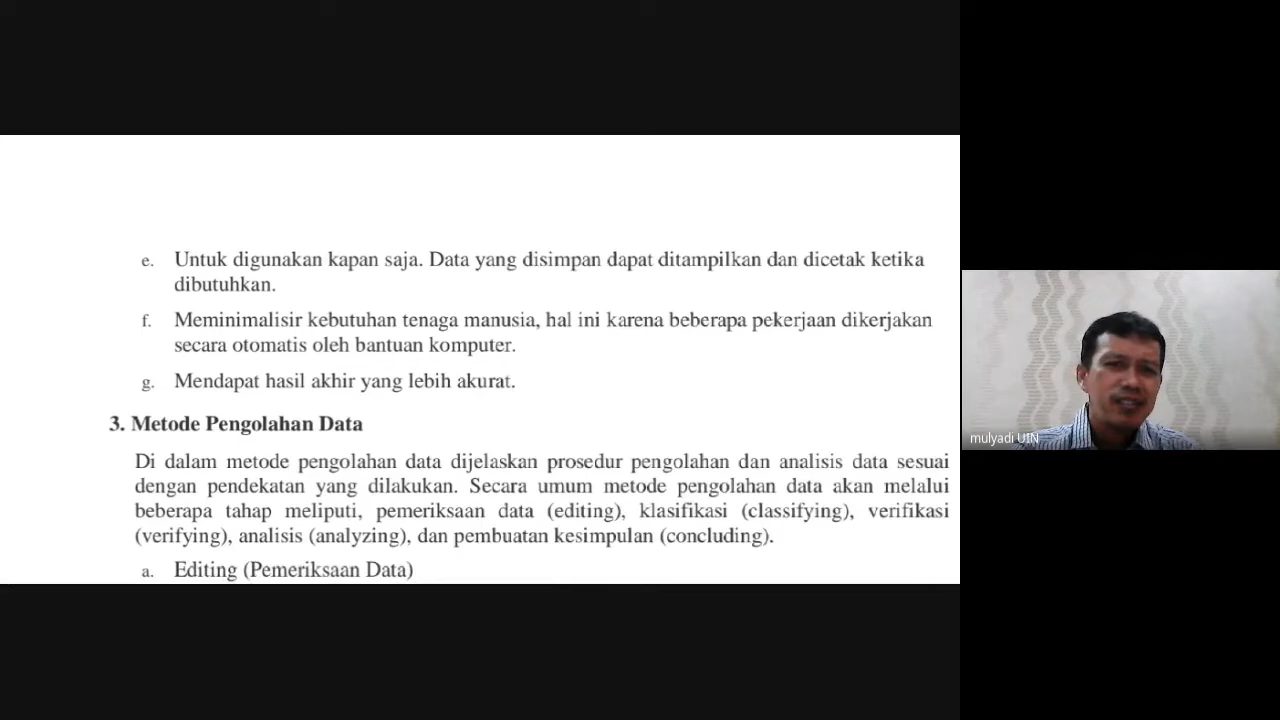 e. Untuk digunakan kapan saja. Data yang disimpan dapat ditampilkan dan dicetak ketika
dibutuhkan.
f. Meminimalisir kebutuhan tenaga manusia, hal ini karena beberapa pekerjaan dikerjakan
secara otomatis oleh bantuan komputer.
g. Mendapat hasil akhir yang lebih akurat.
3. Metode Pengolahan Data
Di dalam metode pengolahan data dijelaskan prosedur pengolahan dan analisis data sesuai
dengan pendekatan yang dilakukan. Secara umum metode pengolahan data akan melalui
beberapa tahap meliputi, pemeriksaan data (editing), klasifikasi (classifying), verifikasi
(verifying), analisis (analyzing), dan pembuatan kesimpulan (concluding).
a. Editing (Pemeriksaan Data)
mulyadi UIN